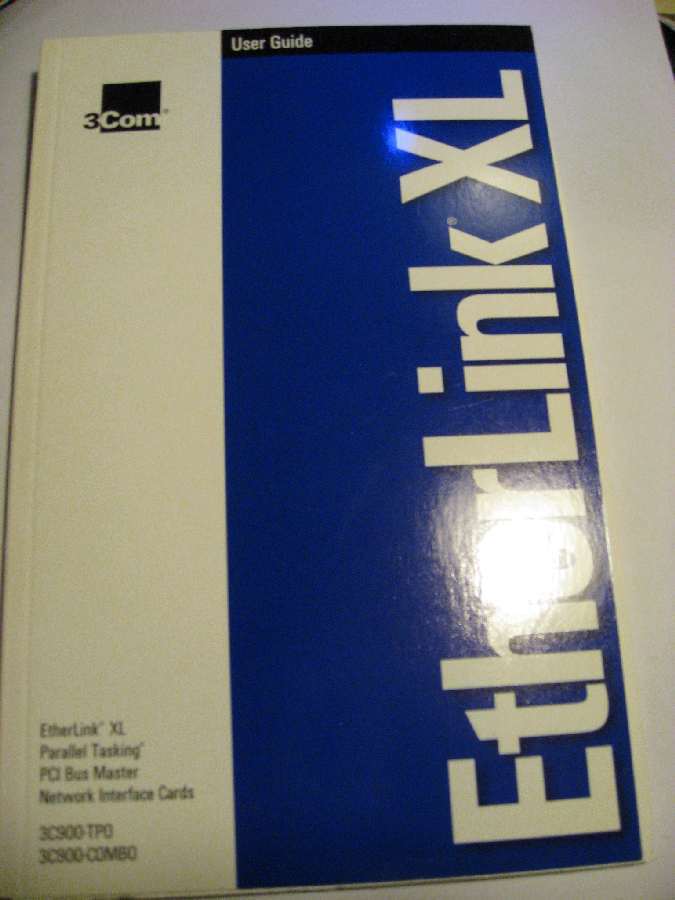 User Guide
3Com®
EtherLink® XL
EtherLink® XL
Parallel Tasking®
PCI Bus Master
Network Interface Cards
3C900-TPO
3C900-COMBO